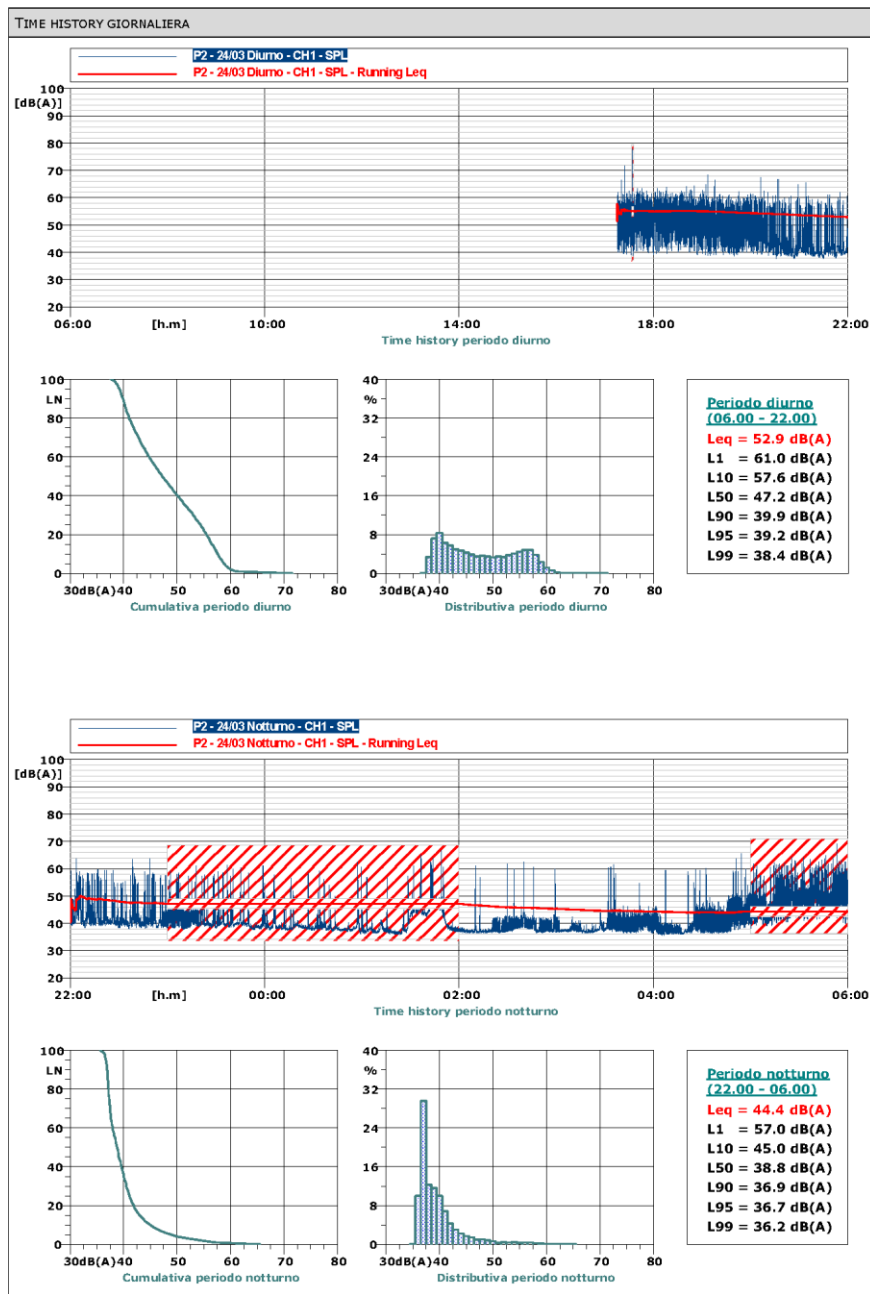 TIME HISTORY GIORNALIERA
P2 - 24/03 Diurno - CH1 - SPL
P2 - 24/03 Diurno - CH1 - SPL - Running Leq
100
[dB(A)]
90
80
70
60
50
40
30
20
06:00 [h.m] 10:00 14:00 18:00 22:00
Time history periodo diurno
100
LN
80
60
40
20
0
30dB(A)40 50 60 70 80
Cumulativa periodo diurno
40
%
32
24
16
8
0
30dB(A)40 50 60 70 80
Distributiva periodo diurno
Periodo diurno
(06.00 - 22.00)
Leq = 52.9 dB(A)
L1 = 61.0 dB(A)
L10 = 57.6 dB(A)
L50 = 47.2 dB(A)
L90 = 39.9 dB(A)
L95 = 39.2 dB(A)
L99 = 38.4 dB(A)
P2 - 24/03 Notturno - CH1 - SPL
P2 - 24/03 Notturno - CH1 - SPL - Running Leq
100
[dB(A)]
90
80
70
60
50
40
30
20
22:00 [h.m] 00:00 02:00 04:00 06:00
Time history periodo notturno
100
LN
80
60
40
20
0
30dB(A)40 50 60 70 80
Cumulativa periodo notturno
40
%
32
24
16
8
0
30dB(A)40 50 60 70 80
Distributiva periodo notturno
Periodo notturno
(22.00 - 06.00)
Leq = 44.4 dB(A)
L1 = 57.0 dB(A)
L10 = 45.0 dB(A)
L50 = 38.8 dB(A)
L90 = 36.9 dB(A)
L95 = 36.7 dB(A)
L99 = 36.2 dB(A)